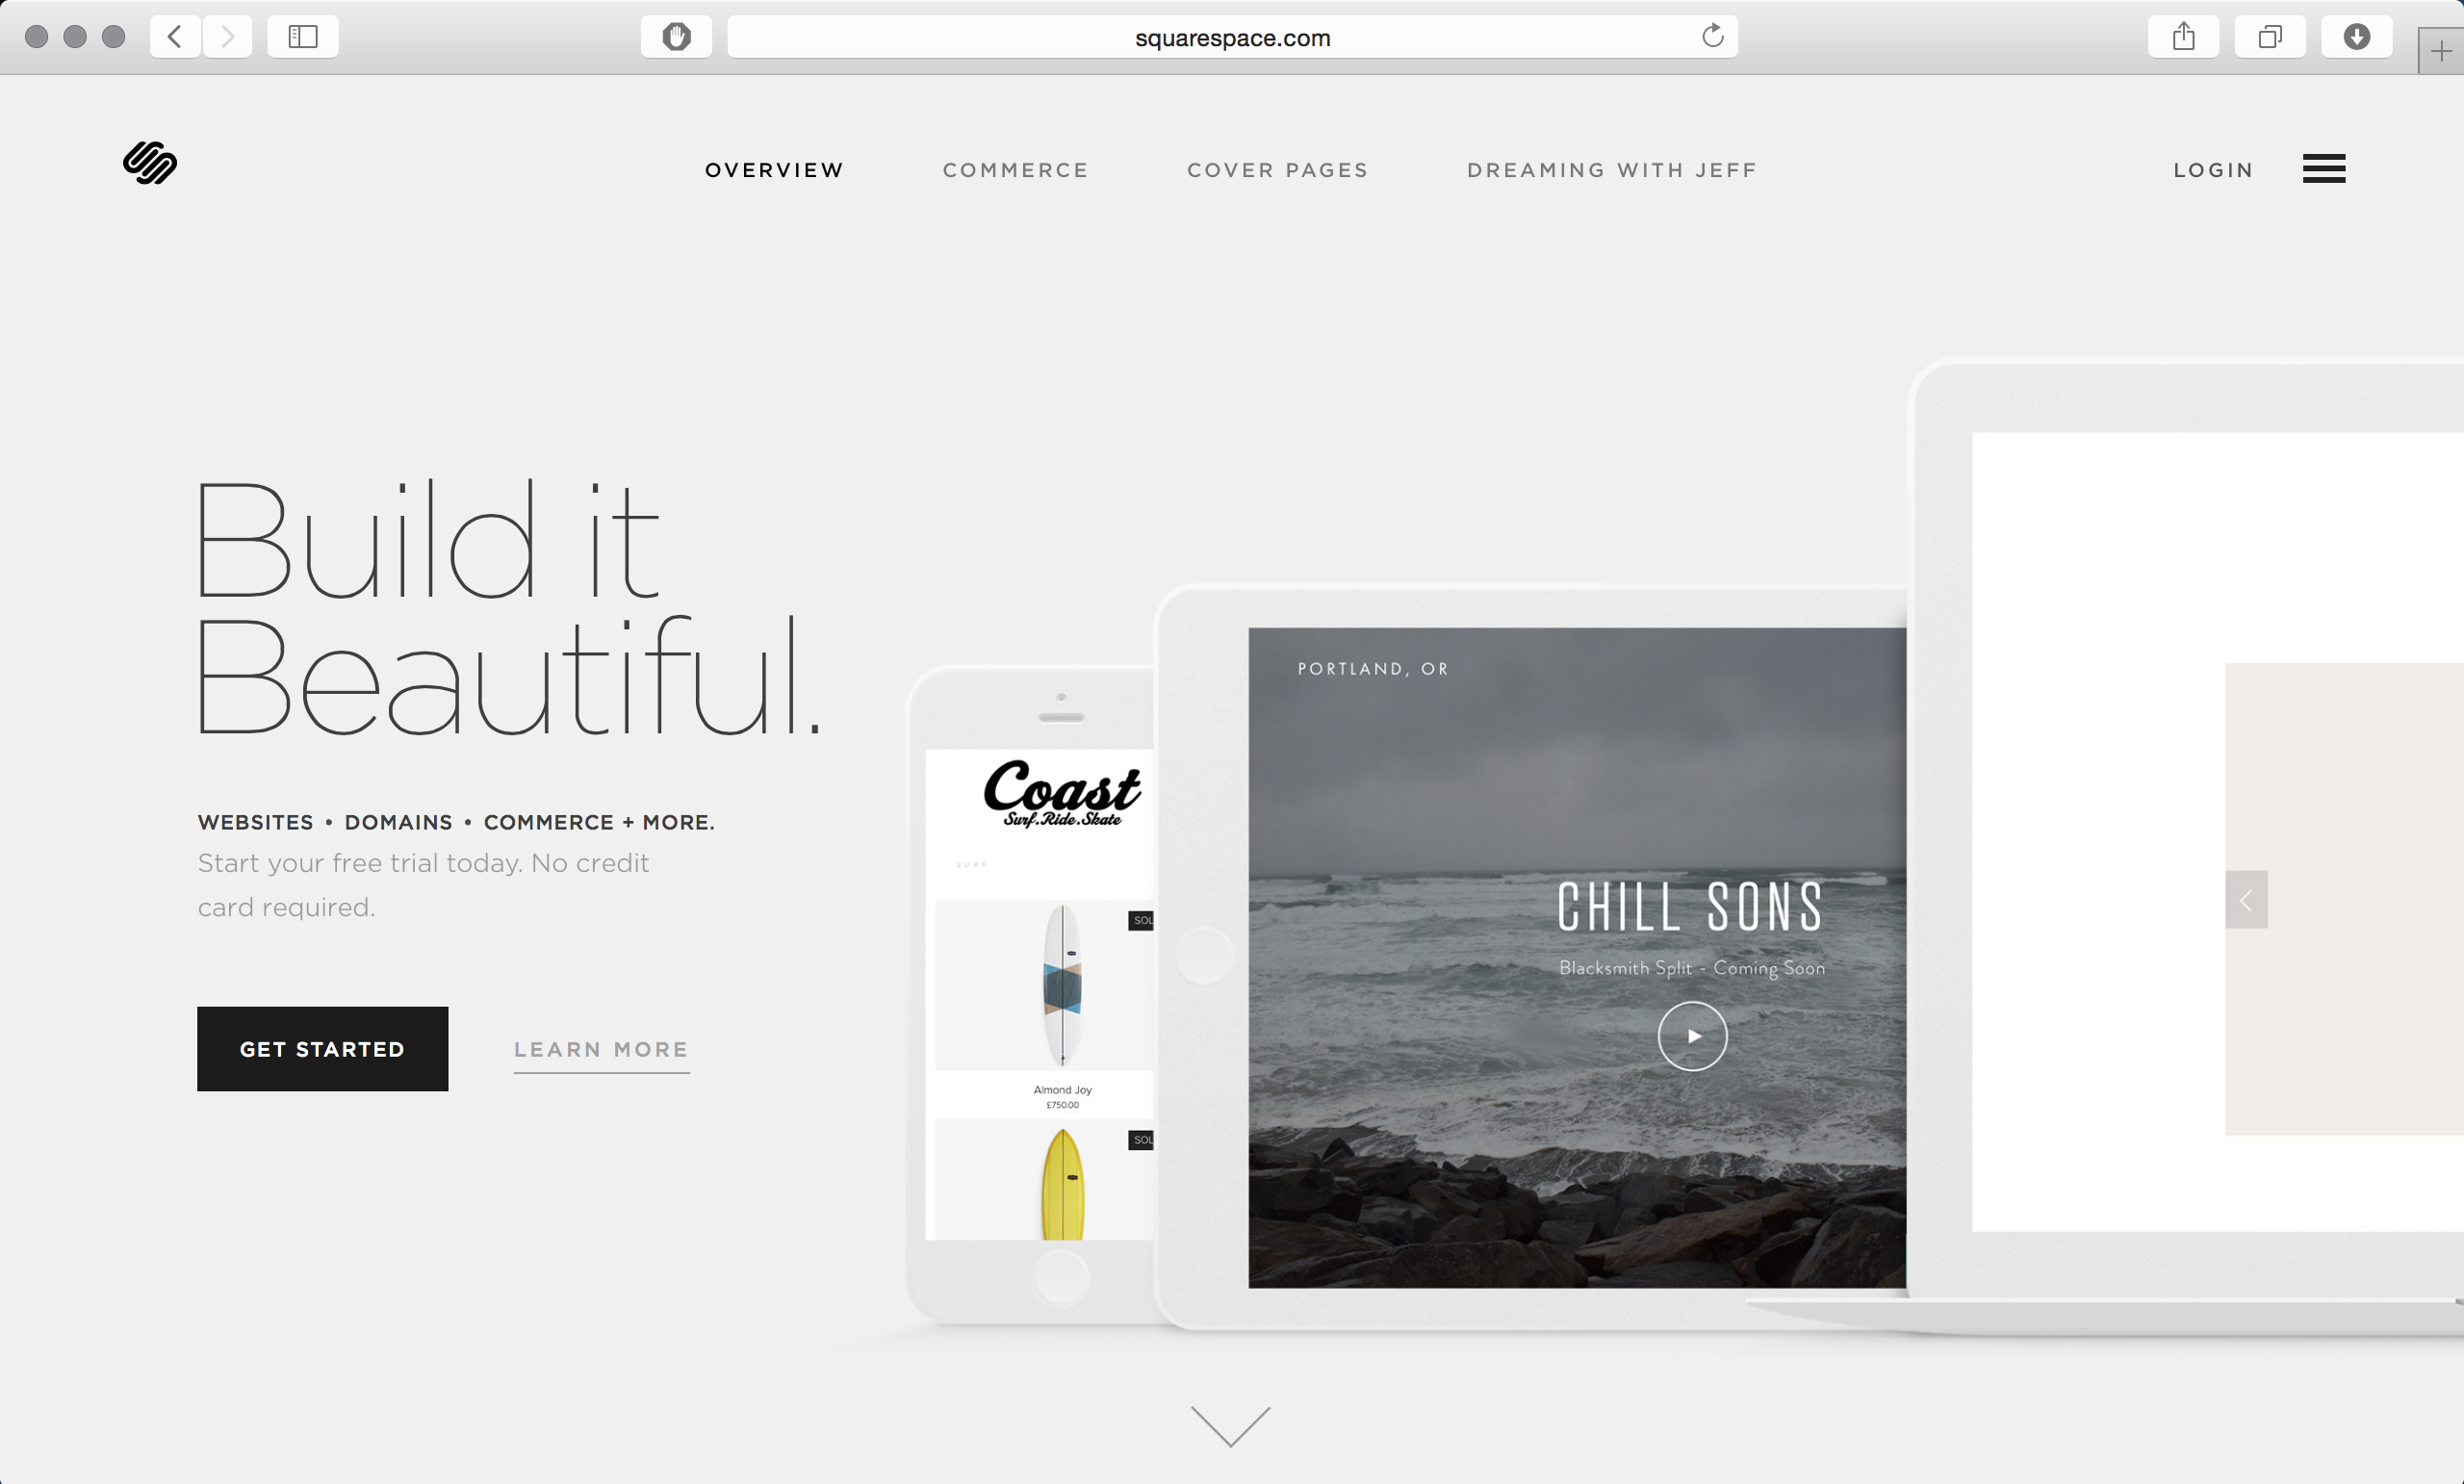 squarespace.com
OVERVIEW
COMMERCE
COVER PAGES
DREAMING WITH JEFF
LOGIN
Build it
Beautiful.
WEBSITES • DOMAINS • COMMERCE + MORE.
Start your free trial today. No credit
card required.
GET STARTED
LEARN MORE
Coast
Surf.Ride.Skate
SURF
SOL
Almond Joy
£750.00
SOL
PORTLAND, OR
CHILL SONS
Blacksmith Split - Coming Soon